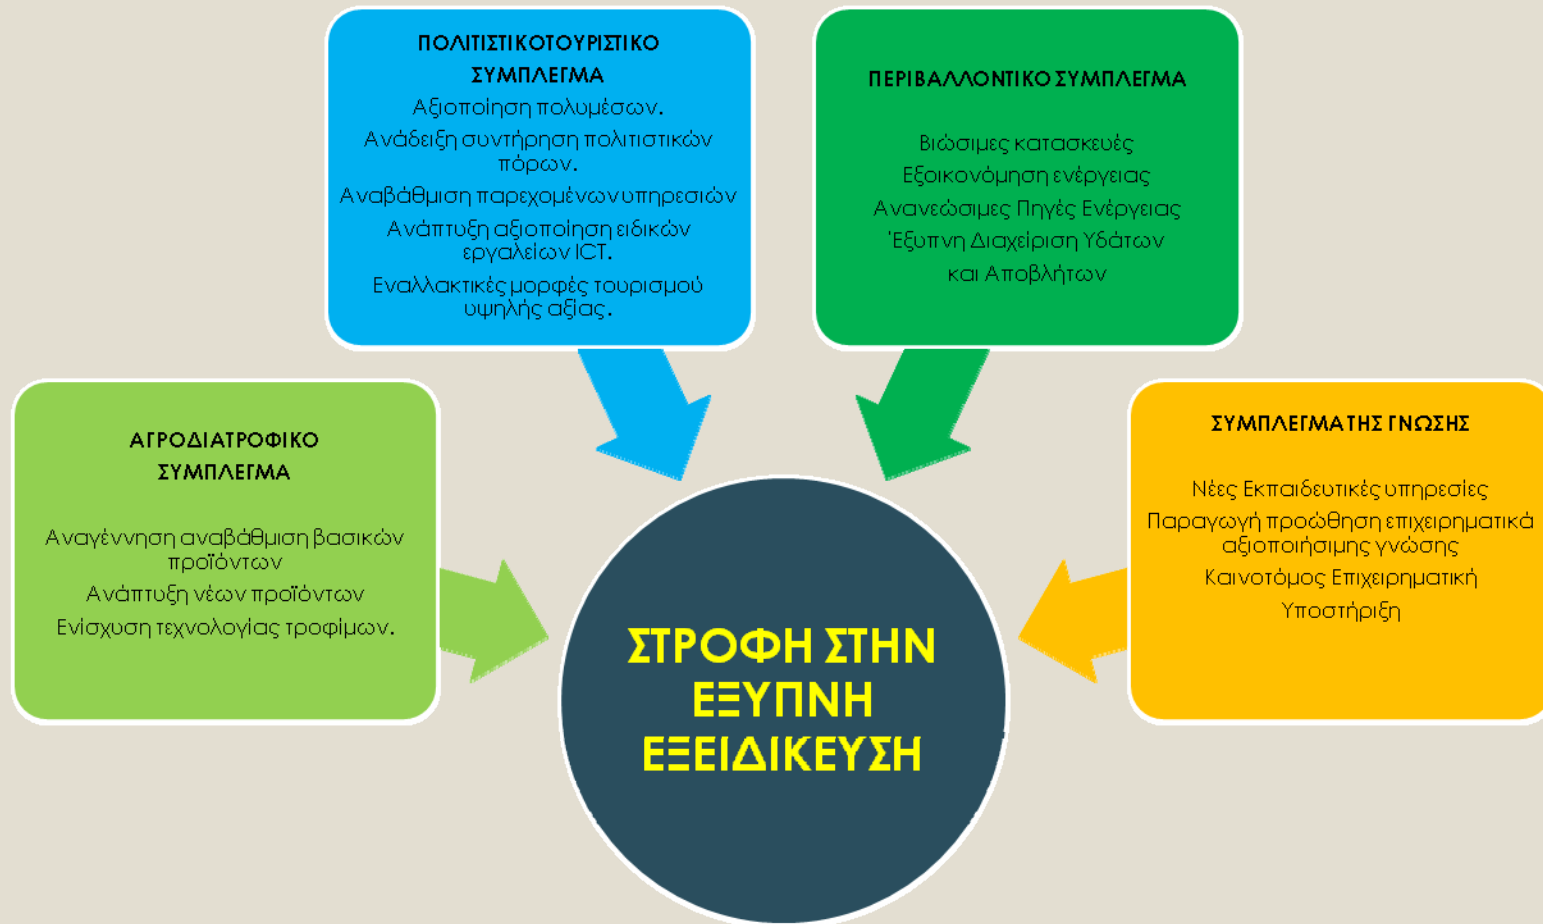 ΠΟΛΙΤΙΣΤΙΚΟΤΟΥΡΙΣΤΙΚΟ
ΣΥΜΠΛΕΓΜΑ
Αξιοποίηση πολυμέσων.
Ανάδειξη συντήρηση πολιτιστικών
πόρων.
Αναβάθμιση παρεχομένων υπηρεσιών
Ανάπτυξη αξιοποίηση ειδικών
εργαλείων ICT.
Εναλλακτικές μορφές τουρισμού
υψηλής αξίας.
ΠΕΡΙΒΑΛΛΟΝΤΙΚΟ ΣΥΜΠΛΕΓΜΑ
Βιώσιμες κατασκευές
Εξοικονόμηση ενέργειας
Ανανεώσιμες Πηγές Ενέργειας
Έξυπνη Διαχείριση Υδάτων
και Αποβλήτων
ΑΓΡΟΔΙΑΤΡΟΦΙΚΟ
ΣΥΜΠΛΕΓΜΑ
Αναγέννηση αναβάθμιση βασικών
προϊόντων
Ανάπτυξη νέων προϊόντων
Ενίσχυση τεχνολογίας τροφίμων.
ΣΥΜΠΛΕΓΜΑ ΤΗΣ ΓΝΩΣΗΣ
Νέες Εκπαιδευτικές υπηρεσίες
Παραγωγή προώθηση επιχειρηματικά
αξιοποιήσιμης γνώσης
Καινοτόμος Επιχειρηματική
Υποστήριξη
ΣΤΡΟΦΗ ΣΤΗΝ
ΕΞΥΠΝΗ
ΕΞΕΙΔΙΚΕΥΣΗ